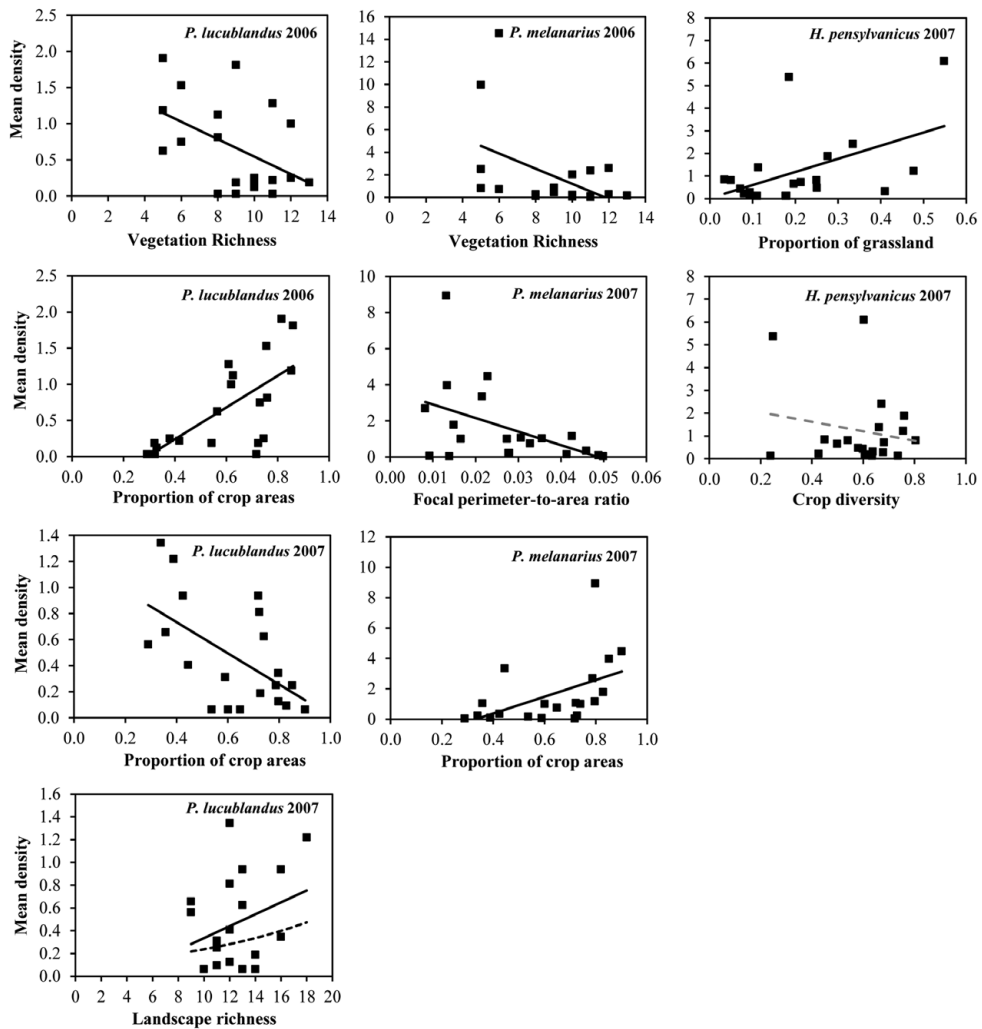 P. lucublandus 2006
Mean density
2.5
2.0
1.5
1.0
0.5
0.0
0 2 4 6 8 10 12 14
Vegetation Richness
P. melanarius 2006
16
14
12
10
8
6
4
2
0
0 2 4 6 8 10 12 14
Vegetation Richness
H. pensylvanicus 2007
8
7
6
5
4
3
2
1
0
0.0 0.1 0.2 0.3 0.4 0.5 0.6
Proportion of grassland
P. lucublandus 2006
Mean density
2.5
2.0
1.5
1.0
0.5
0.0
0.0 0.2 0.4 0.6 0.8 1.0
Proportion of crop areas
P. melanarius 2007
10
8
6
4
2
0
0.00 0.01 0.02 0.03 0.04 0.05 0.06
Focal perimeter-to-area ratio
H. pensylvanicus 2007
8
7
6
5
4
3
2
1
0
0.0 0.2 0.4 0.6 0.8 1.0
Crop diversity
P. lucublandus 2007
Mean density
1.4
1.2
1.0
0.8
0.6
0.4
0.2
0.0
0.0 0.2 0.4 0.6 0.8 1.0
Proportion of crop areas
P. melanarius 2007
12
10
8
6
4
2
0
0.0 0.2 0.4 0.6 0.8 1.0
Proportion of crop areas
P. lucublandus 2007
Mean density
1.6
1.4
1.2
1.0
0.8
0.6
0.4
0.2
0.0
0 2 4 6 8 10 12 14 16 18 20
Landscape richness